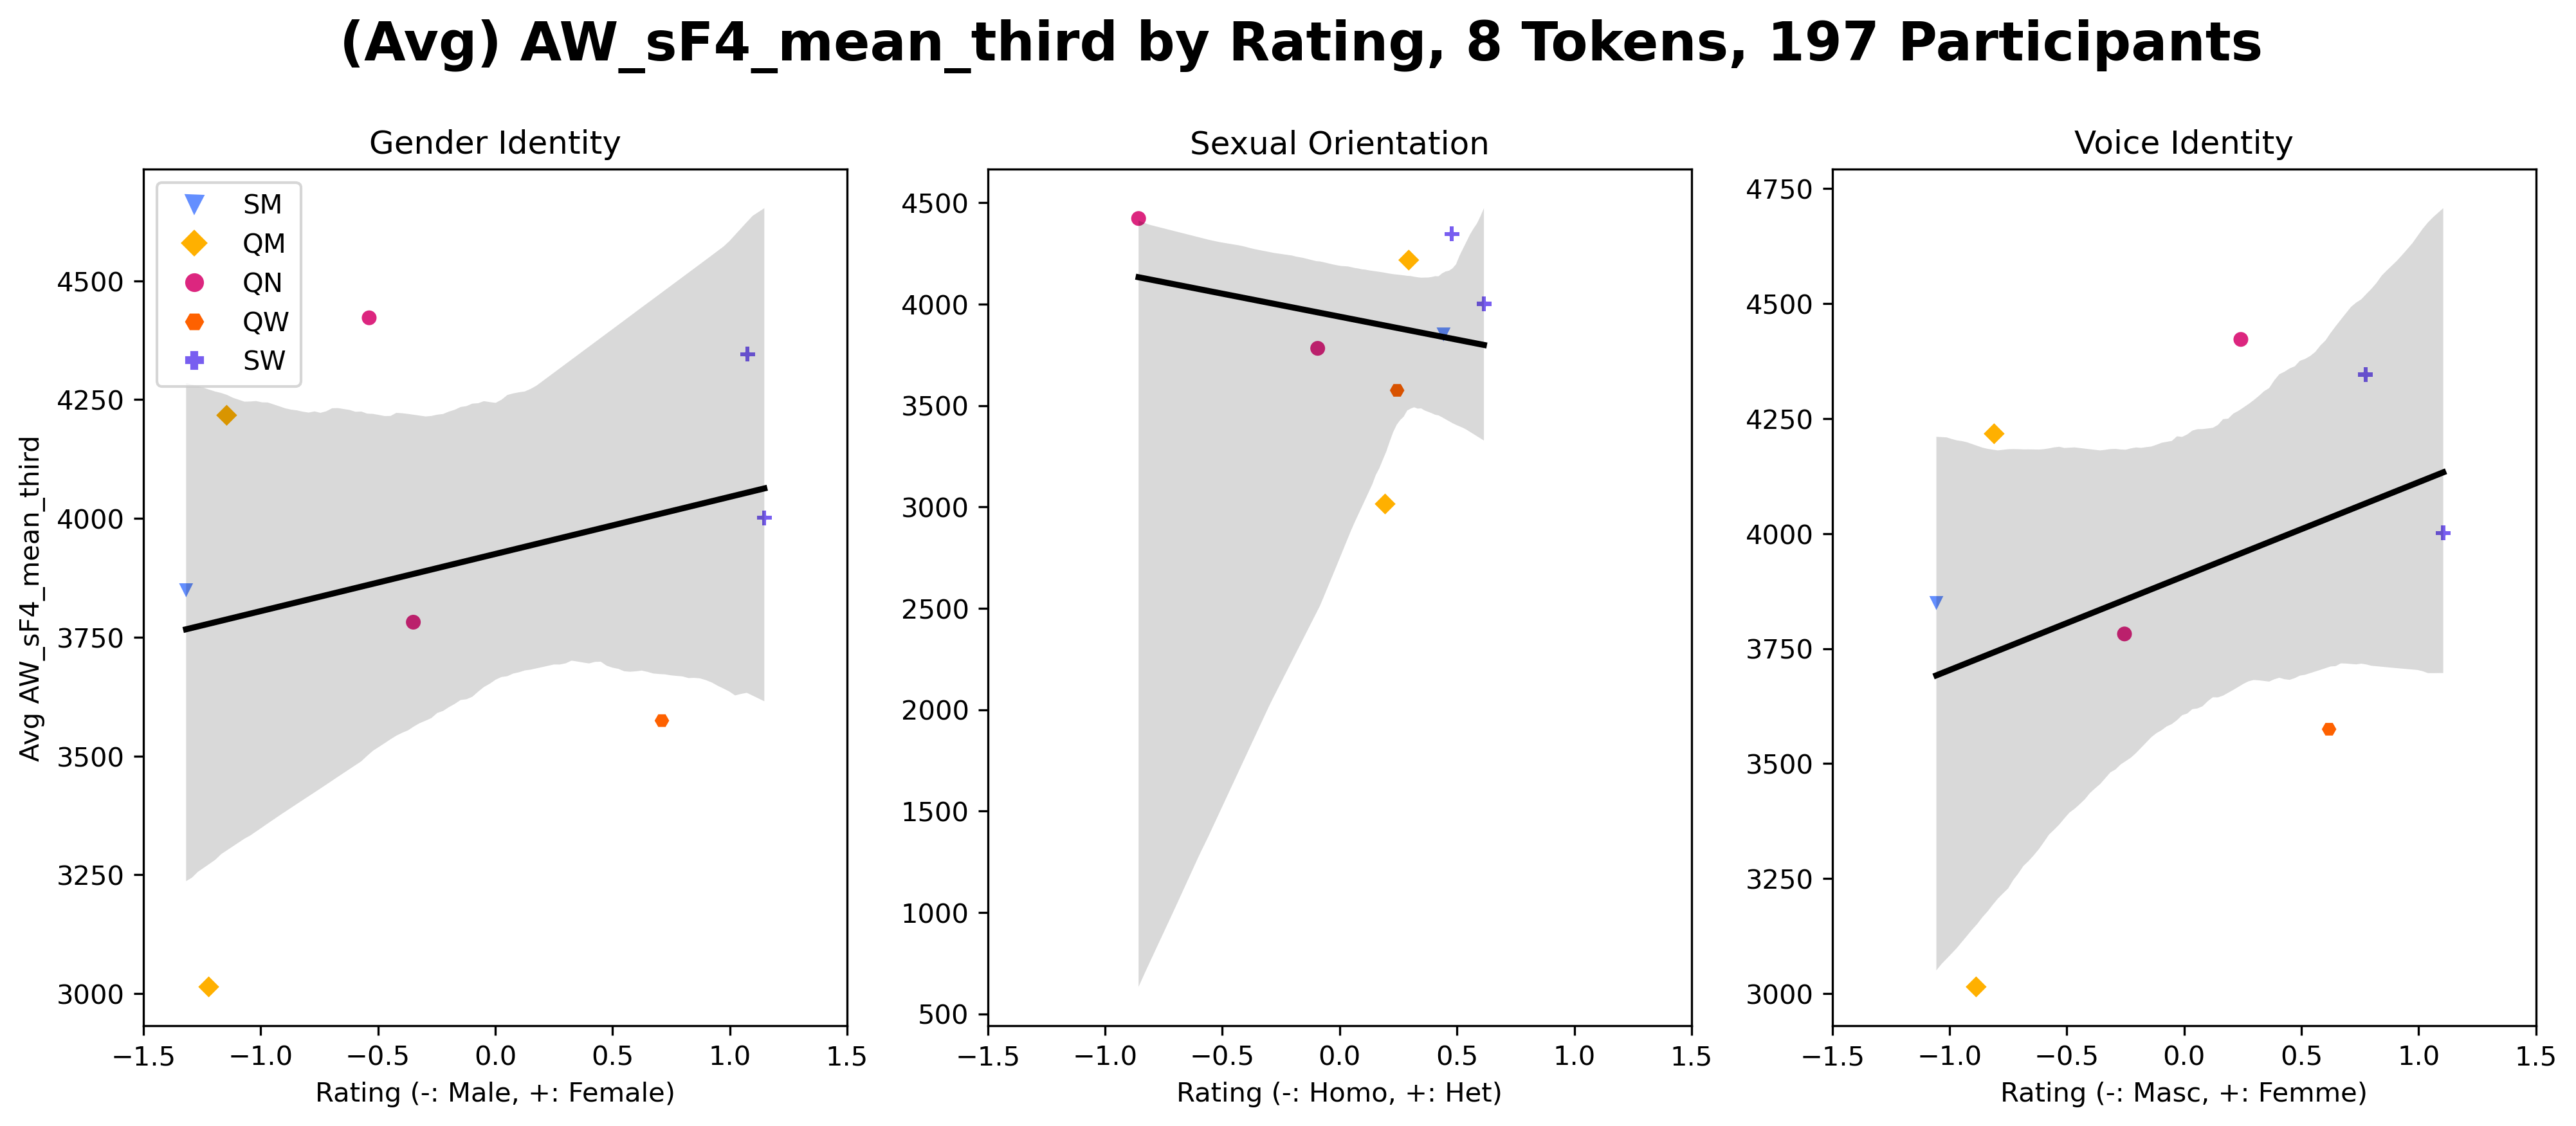 (Avg) AW_sF4_mean_third by Rating, 8 Tokens, 197 Participants
Gender Identity
SM
QM
QN
QW
SW
4500
4250
4000
3750
3500
3250
3000
Avg AW_sF4_mean_third
−1.5 −1.0 −0.5 0.0 0.5 1.0 1.5
Rating (-: Male, +: Female)
Sexual Orientation
4500
4000
3500
3000
2500
2000
1500
1000
500
−1.5 −1.0 −0.5 0.0 0.5 1.0 1.5
Rating (-: Homo, +: Het)
Voice Identity
4750
4500
4250
4000
3750
3500
3250
3000
−1.5 −1.0 −0.5 0.0 0.5 1.0 1.5
Rating (-: Masc, +: Femme)